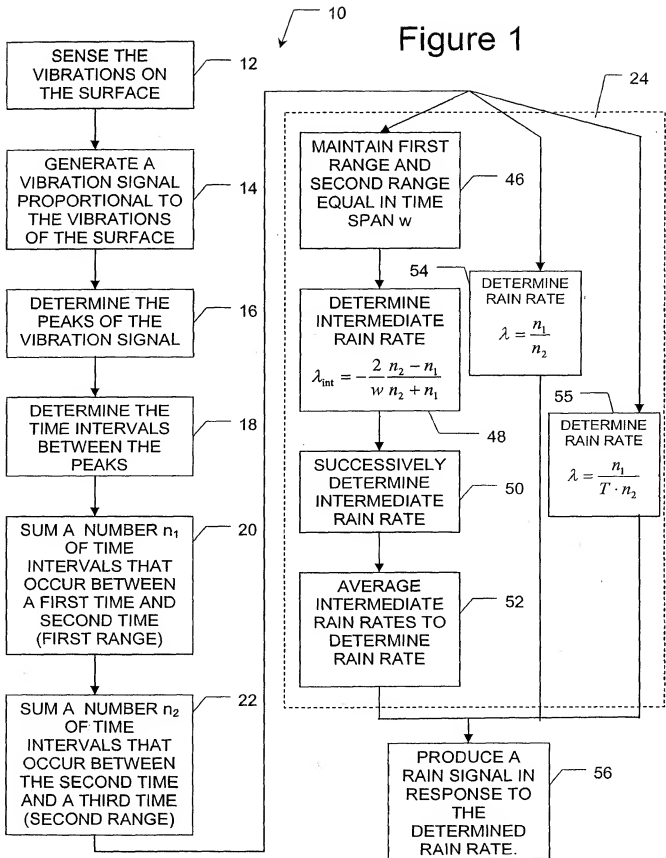 10
Figure 1
SENSE THE
VIBRATIONS ON
THE SURFACE
12
GENERATE A
VIBRATION SIGNAL
PROPORTIONAL TO
THE VIBRATIONS
OF THE SURFACE
14
DETERMINE THE
PEAKS OF THE
VIBRATION SIGNAL
16
DETERMINE THE
TIME INTERVALS
BETWEEN THE
PEAKS
18
SUM A NUMBER n₁
OF TIME
INTERVALS THAT
OCCUR BETWEEN
A FIRST TIME AND
SECOND TIME
(FIRST RANGE)
20
SUM A NUMBER n₂
OF TIME
INTERVALS THAT
OCCUR BETWEEN
THE SECOND TIME
AND A THIRD TIME
(SECOND RANGE)
22
24
MAINTAIN FIRST
RANGE AND
SECOND RANGE
EQUAL IN TIME
SPAN w
46
DETERMINE
INTERMEDIATE
RAIN RATE
λint = − 2/w (n₂ − n₁)/(n₂ + n₁)
48
SUCCESSIVELY
DETERMINE
INTERMEDIATE
RAIN RATE
50
AVERAGE
INTERMEDIATE
RAIN RATES TO
DETERMINE
RAIN RATE
52
54
DETERMINE
RAIN RATE
λ = n₁/n₂
55
DETERMINE
RAIN RATE
λ = n₁/(T · n₂)
PRODUCE A
RAIN SIGNAL IN
RESPONSE TO
THE
DETERMINED
RAIN RATE.
56